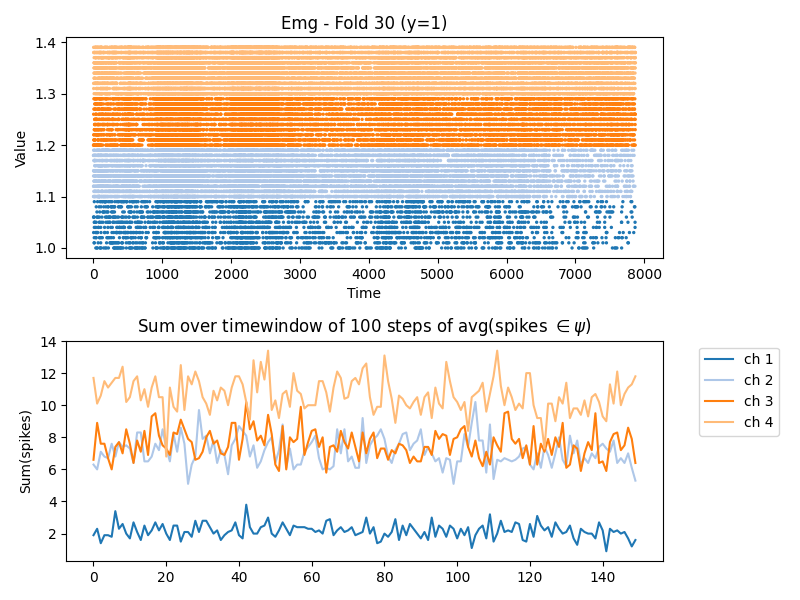 Emg - Fold 30 (y=1)
1.4
1.3
1.2
1.1
1.0
Value
0 1000 2000 3000 4000 5000 6000 7000 8000
Time
Sum over timewindow of 100 steps of avg(spikes ∈ ψ)
14
12
10
8
6
4
2
Sum(spikes)
0 20 40 60 80 100 120 140
ch 1
ch 2
ch 3
ch 4